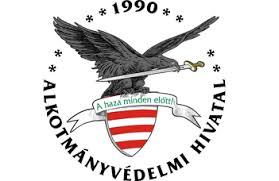 1990
A haza minden előtt!
ALKOTMÁNYVÉDELMI HIVATAL